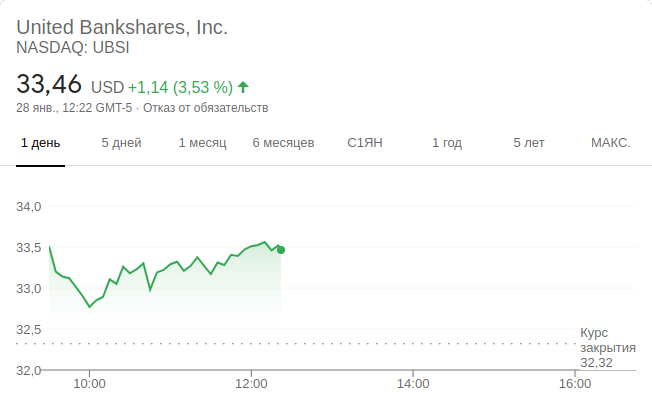 United Bankshares, Inc.
NASDAQ: UBSI
33,46 USD +1,14 (3,53 %)
28 янв., 12:22 GMT-5 · Отказ от обязательств
1 день 5 дней 1 месяц 6 месяцев С1ЯН 1 год 5 лет МАКС.
34,0
33,5
33,0
32,5
Курс
закрытия
32,32
32,0
10:00 12:00 14:00 16:00